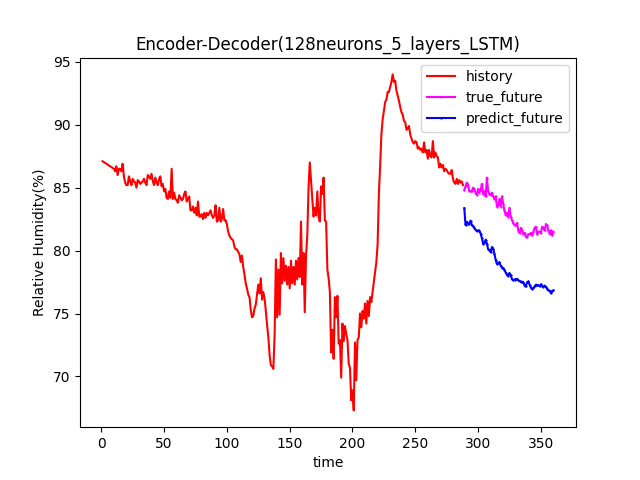 Encoder-Decoder(128neurons_5_layers_LSTM)
history
true_future
predict_future
Relative Humidity(%)
95
90
85
80
75
70
0 50 100 150 200 250 300 350
time